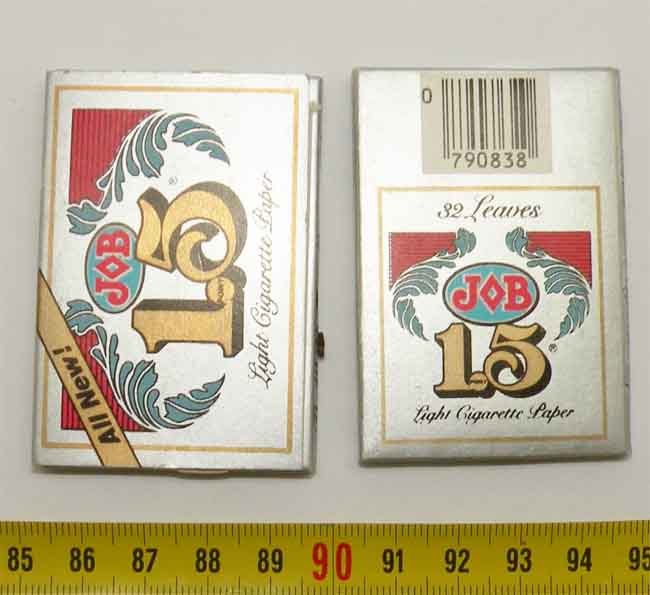 All New!
JOB
1.5
POINT
®
Light Cigarette Paper
0
790838
32 Leaves
JOB
1.5
®
Light Cigarette Paper
85 86 87 88 89 90 91 92 93 94 95